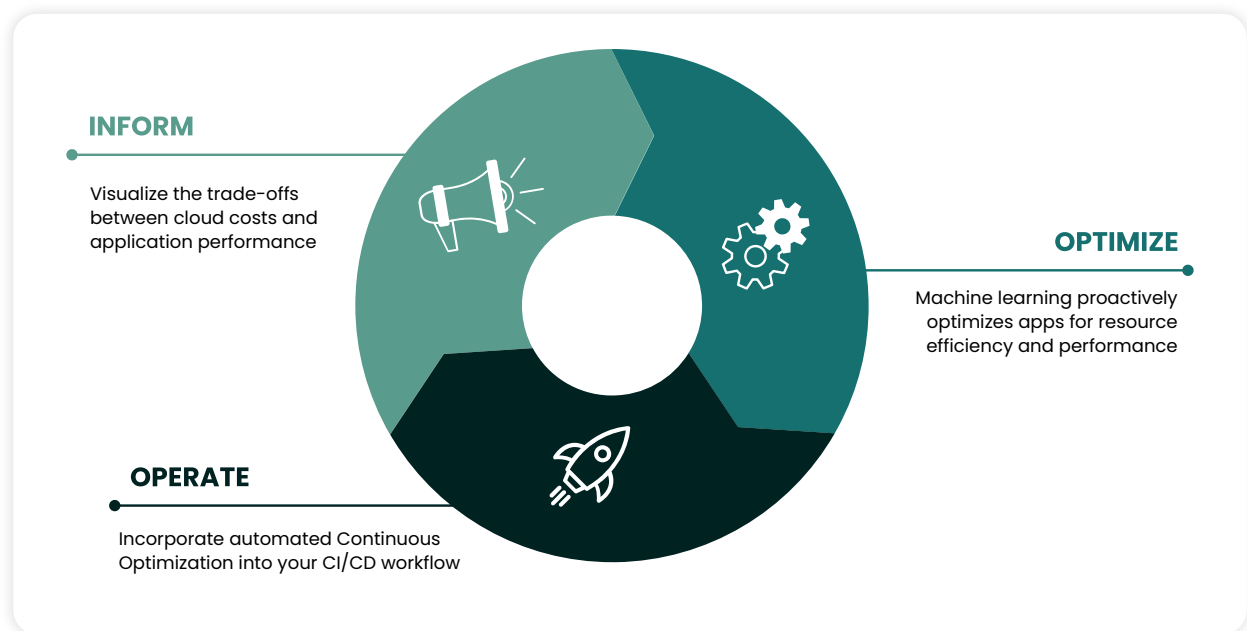 INFORM
Visualize the trade-offs
between cloud costs and
application performance
OPTIMIZE
Machine learning proactively
optimizes apps for resource
efficiency and performance
OPERATE
Incorporate automated Continuous
Optimization into your CI/CD workflow